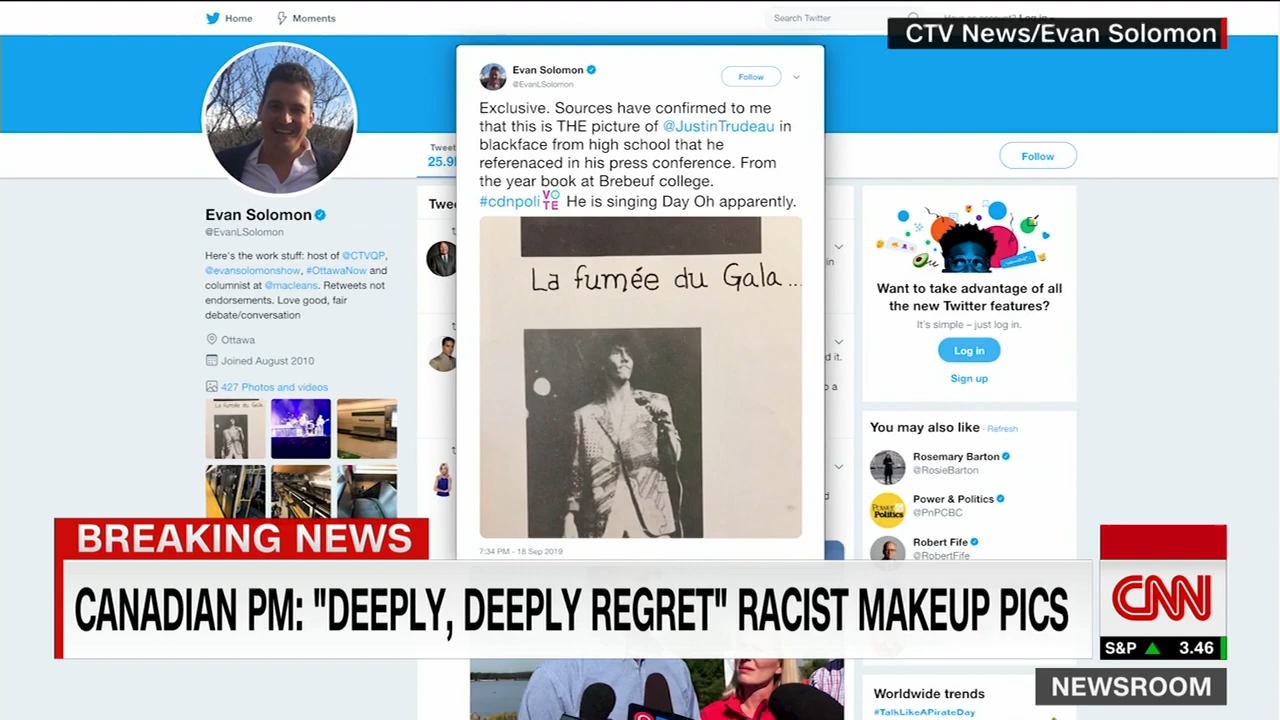 Home
Moments
Search Twitter
CTV News/Evan Solomon
Evan Solomon
@EvanLSolomon
Follow
Exclusive. Sources have confirmed to me
that this is THE picture of @JustinTrudeau in
blackface from high school that he
referenaced in his press conference. From
the year book at Brebeuf college.
#cdnpoli VOTE He is singing Day Oh apparently.
La fumée du Gala...
7:34 PM - 18 Sep 2019
Evan Solomon
@EvanLSolomon
Here's the work stuff: host of @CTVQP,
@evansolomonshow, #OttawaNow and
columnist at @macleans. Retweets not
endorsements. Love good, fair
debate/conversation
Ottawa
Joined August 2010
427 Photos and videos
La fumée du Gala
Follow
Want to take advantage of all
the new Twitter features?
It's simple – just log in.
Log in
Sign up
You may also like · Refresh
Rosemary Barton
@RosieBarton
Power & Politics
@PnPCBC
Power & Politics
Robert Fife
@RobertFife
BREAKING NEWS
CANADIAN PM: "DEEPLY, DEEPLY REGRET" RACIST MAKEUP PICS
CNN
S&P 3.46
NEWSROOM
Worldwide trends
#TalkLikeAPirateDay